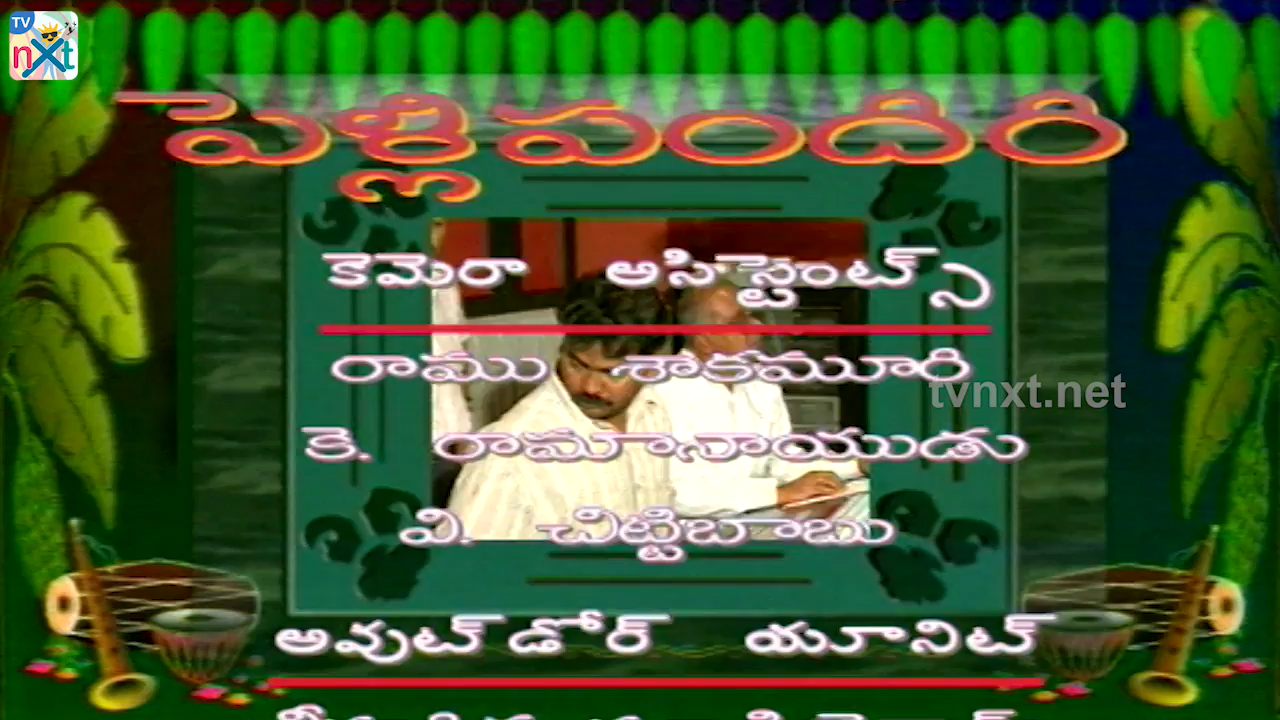 TV
nxt
పెళ్లిపందిరి
కెమెరా అసిస్టెంట్స్
రాము శాకమూరి
tvnxt.net
కె. రామానాయుడు
వి. చిట్టిబాబు
అవుట్ డోర్ యూనిట్